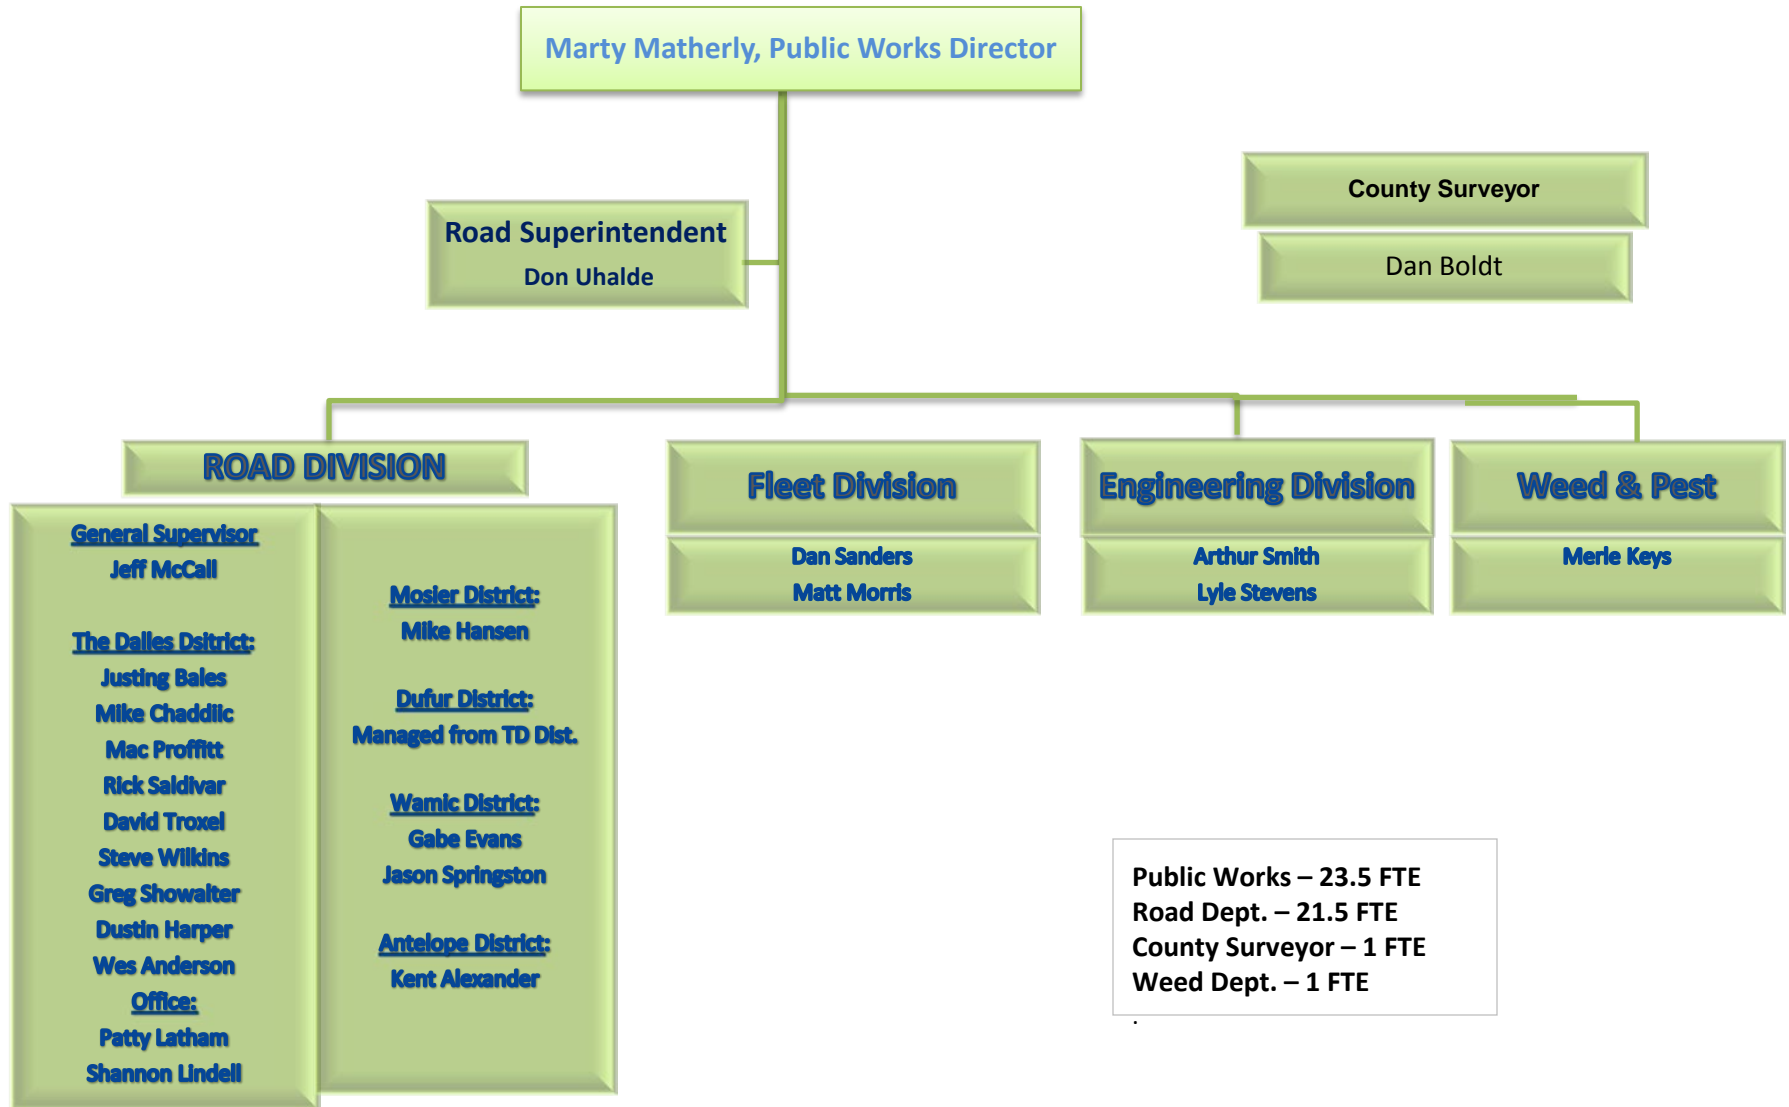 Marty Matherly, Public Works Director
County Surveyor
Dan Boldt
Road Superintendent
Don Uhalde
ROAD DIVISION
General Supervisor
Jeff McCall
The Dalles Dsitrict:
Justing Bales
Mike Chaddiic
Mac Proffitt
Rick Saldivar
David Troxel
Steve Wilkins
Greg Showalter
Dustin Harper
Wes Anderson
Office:
Patty Latham
Shannon Lindell
Mosier District:
Mike Hansen
Dufur District:
Managed from TD Dist.
Wamic District:
Gabe Evans
Jason Springston
Antelope District:
Kent Alexander
Fleet Division
Dan Sanders
Matt Morris
Engineering Division
Arthur Smith
Lyle Stevens
Weed & Pest
Merle Keys
Public Works – 23.5 FTE
Road Dept. – 21.5 FTE
County Surveyor – 1 FTE
Weed Dept. – 1 FTE
.